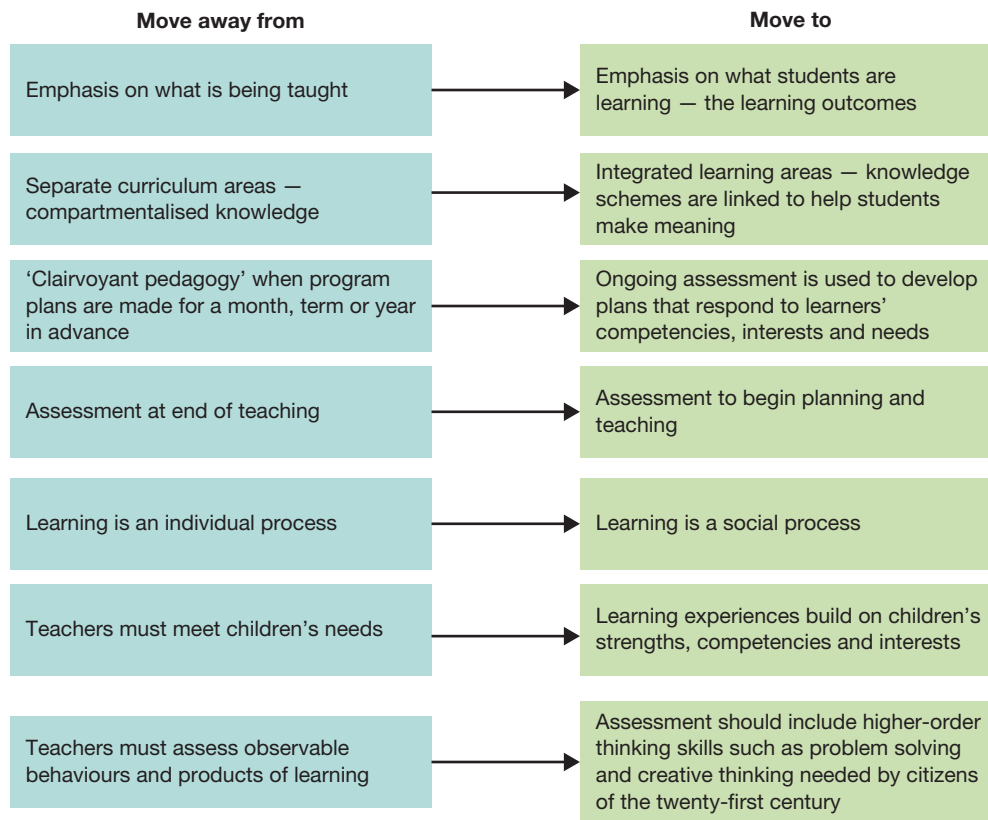 Move away from
Move to
Emphasis on what is being taught
Emphasis on what students are
learning — the learning outcomes
Separate curriculum areas —
compartmentalised knowledge
Integrated learning areas — knowledge
schemes are linked to help students
make meaning
‘Clairvoyant pedagogy’ when program
plans are made for a month, term or year
in advance
Ongoing assessment is used to develop
plans that respond to learners’
competencies, interests and needs
Assessment at end of teaching
Assessment to begin planning and
teaching
Learning is an individual process
Learning is a social process
Teachers must meet children’s needs
Learning experiences build on children’s
strengths, competencies and interests
Teachers must assess observable
behaviours and products of learning
Assessment should include higher-order
thinking skills such as problem solving
and creative thinking needed by citizens
of the twenty-first century